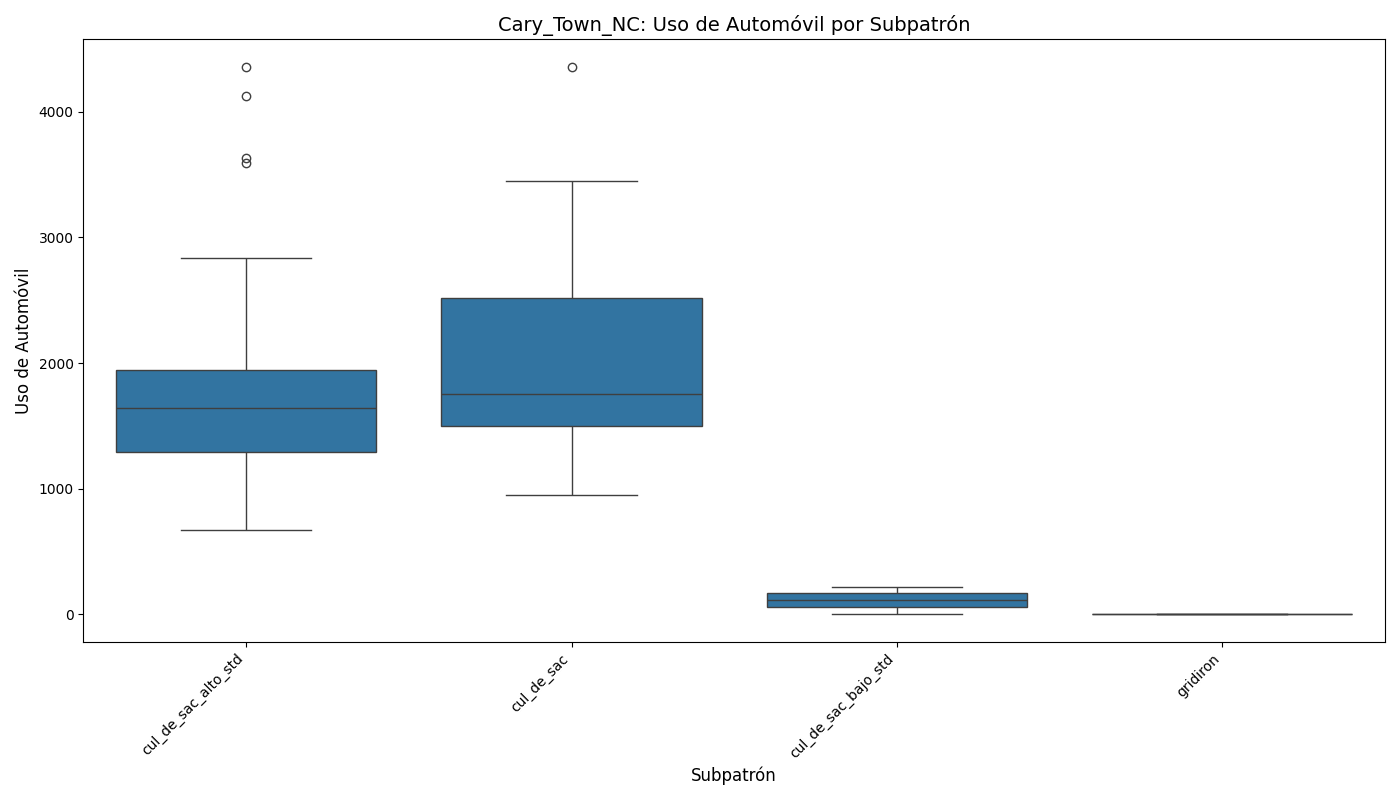 Cary_Town_NC: Uso de Automóvil por Subpatrón
Uso de Automóvil
4000
3000
2000
1000
0
cul_de_sac_alto_std
cul_de_sac
cul_de_sac_bajo_std
gridiron
Subpatrón